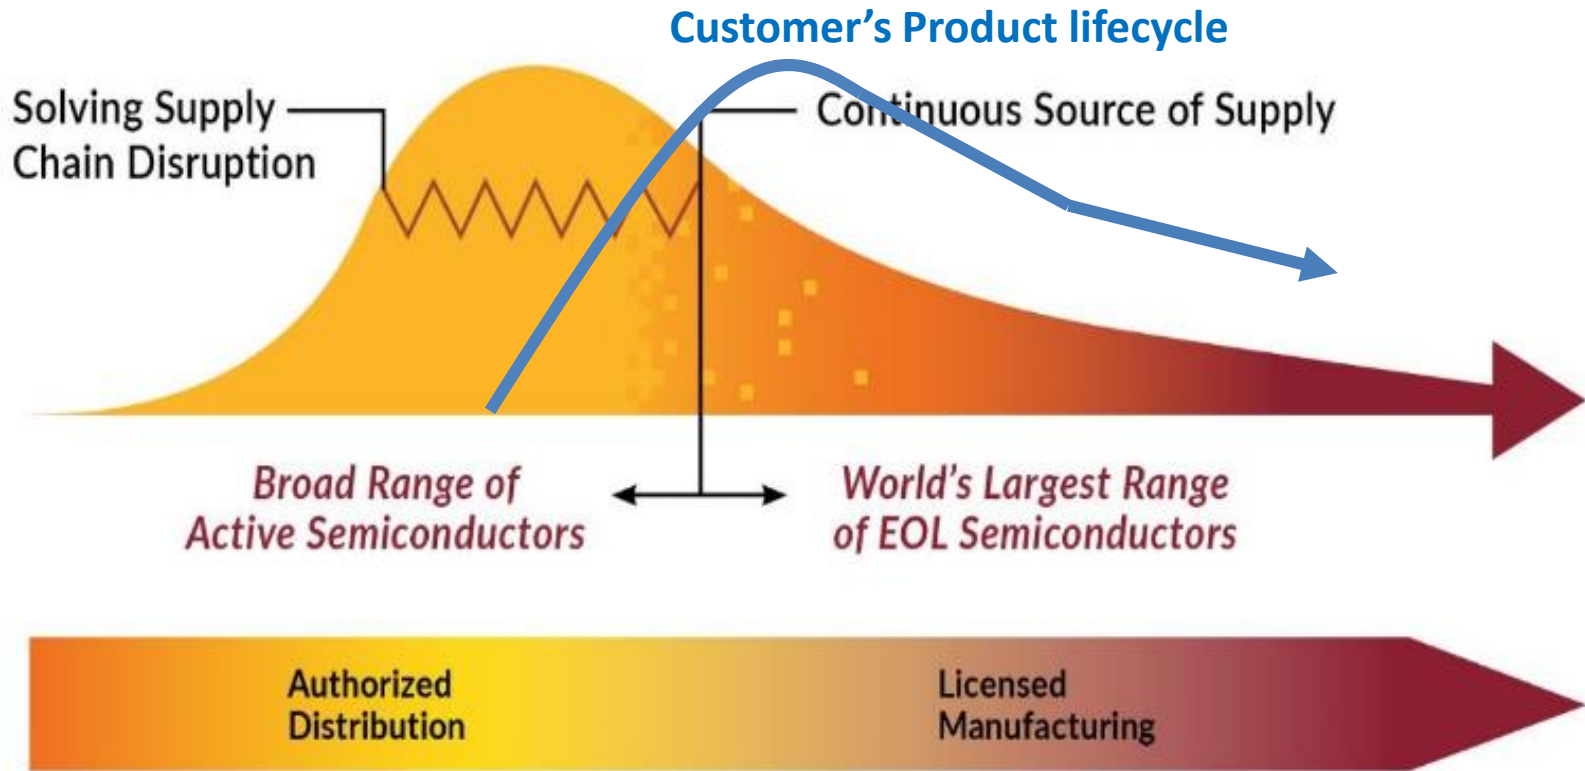 Customer’s Product lifecycle
Solving Supply
Chain Disruption
Continuous Source of Supply
Broad Range of
Active Semiconductors
World’s Largest Range
of EOL Semiconductors
Authorized
Distribution
Licensed
Manufacturing